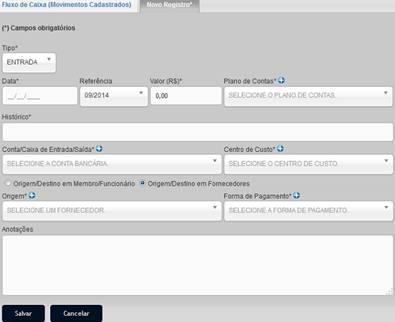 Fluxo de Caixa (Movimentos Cadastrados) Novo Registro*
(*) Campos obrigatórios
Tipo*
ENTRADA
Data* Referência Valor (R$)* Plano de Contas*
__/__/____ 09/2014 0,00 SELECIONE O PLANO DE CONTAS.
Histórico*
Conta/Caixa de Entrada/Saída* Centro de Custo*
SELECIONE A CONTA BANCÁRIA. SELECIONE O CENTRO DE CUSTO.
Origem/Destino em Membro/Funcionário Origem/Destino em Fornecedores
Origem* Forma de Pagamento*
SELECIONE UM FORNECEDOR. SELECIONE A FORMA DE PAGAMENTO.
Anotações
Salvar Cancelar